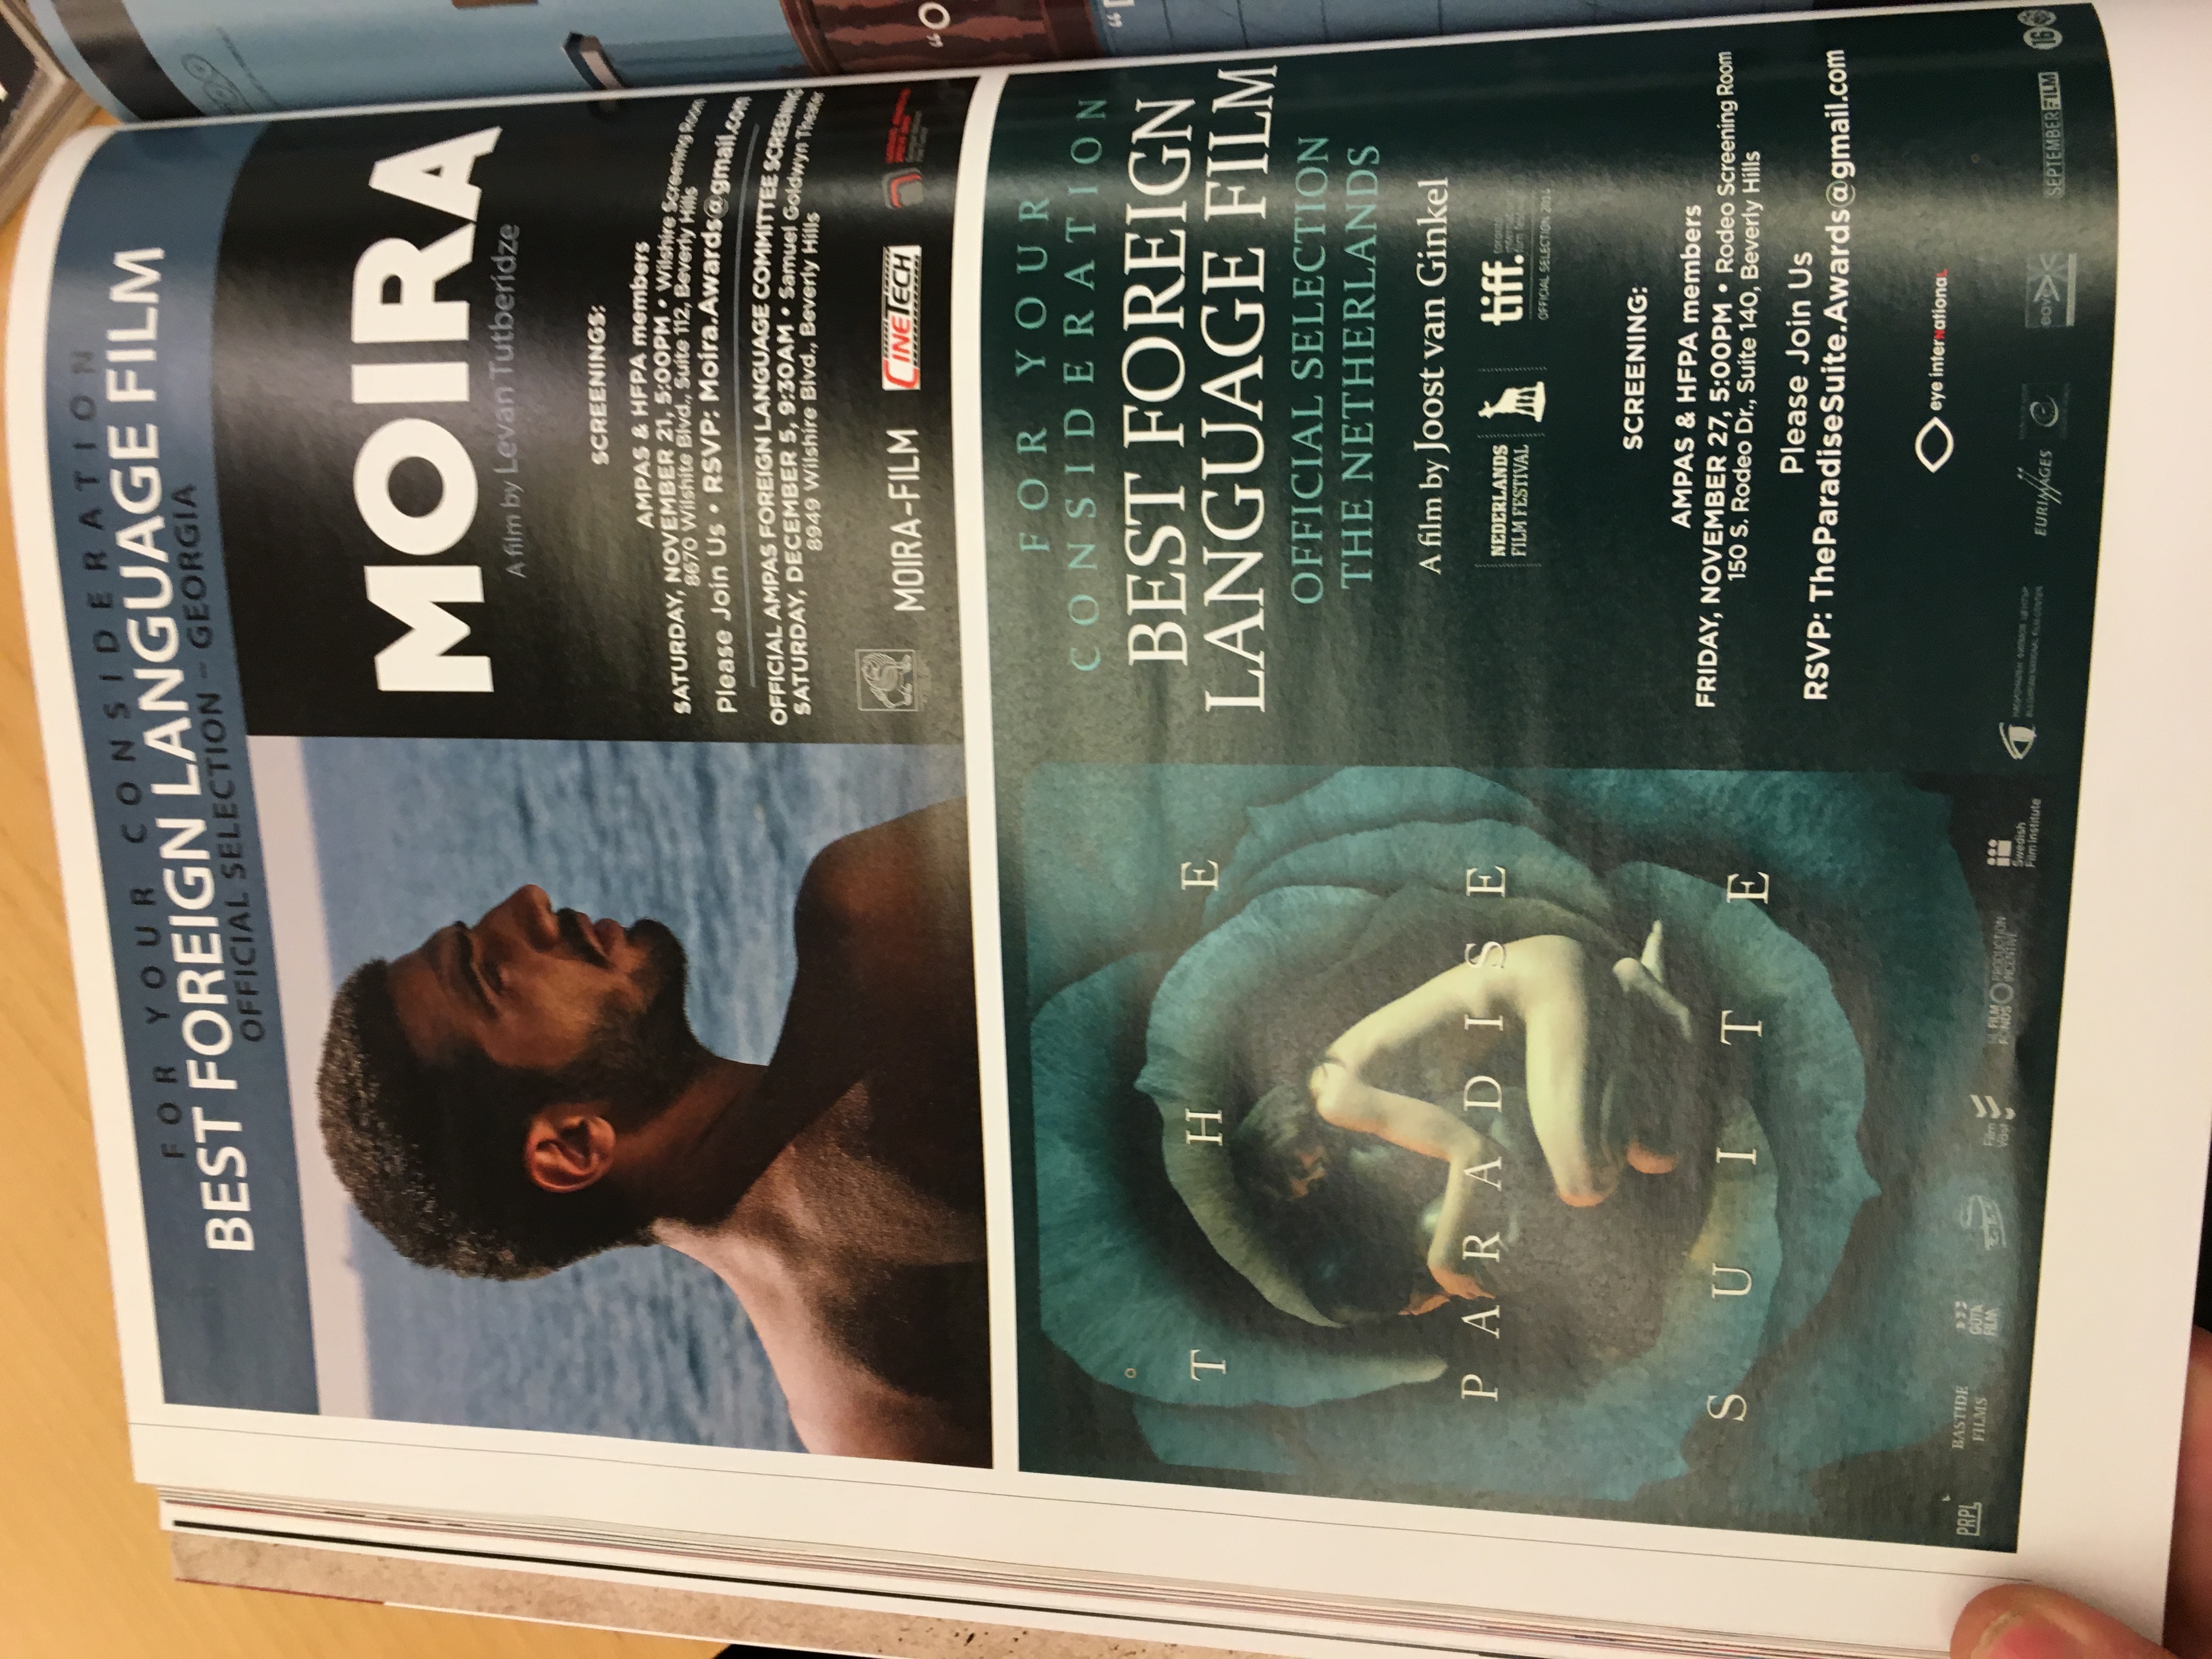 FOR YOUR CONSIDERATION
BEST FOREIGN LANGUAGE FILM
OFFICIAL SELECTION - GEORGIA
MOIRA
A film by Levan Tutberidze
SCREENINGS:
AMPAS & HFPA members
SATURDAY, NOVEMBER 21, 5:00PM • Wilshire Screening Room
8670 Wilshite Blvd., Suite 112, Beverly Hills
Please Join Us • RSVP: Moira.Awards@gmail.com
OFFICIAL AMPAS FOREIGN LANGUAGE COMMITTEE SCREENING
SATURDAY, DECEMBER 5, 9:30AM • Samuel Goldwyn Theater
8949 Wilshire Blvd., Beverly Hills
MOIRA-FILM
CINETECH
THE
PARADISE
SUITE
FOR YOUR
CONSIDERATION
BEST FOREIGN
LANGUAGE FILM
OFFICIAL SELECTION
THE NETHERLANDS
A film by Joost van Ginkel
NEDERLANDS
FILM FESTIVAL
tiff.
toronto
international
film festival
OFFICIAL SELECTION
SCREENING:
AMPAS & HFPA members
FRIDAY, NOVEMBER 27, 5:00PM • Rodeo Screening Room
150 S. Rodeo Dr., Suite 140, Beverly Hills
Please Join Us
RSVP: TheParadiseSuite.Awards@gmail.com
eye international
PRPL
BASTIDE
FILMS
GÖTA
FILM
Film
Väst
FILM
FONDS
PRODUCTION
INCENTIVE
Swedish
Film Institute
EURIMAGES
eave
SEPTEMBER FILM
16
"O